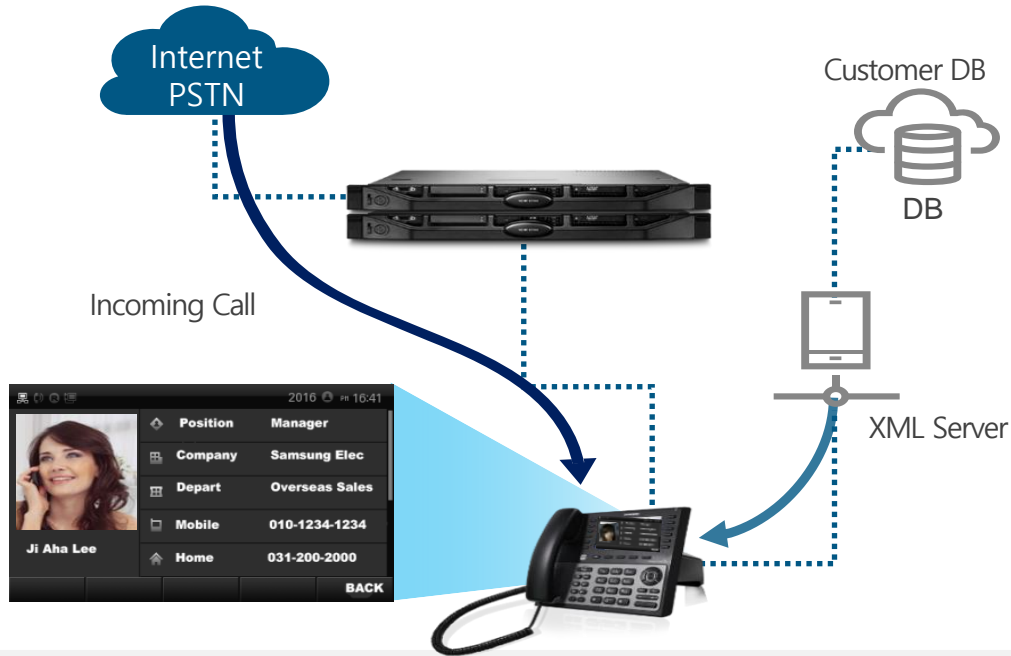 Internet
PSTN
Customer DB
DB
Incoming Call
XML Server
2016 PM 16:41
Position Manager
Company Samsung Elec
Depart Overseas Sales
Mobile 010-1234-1234
Home 031-200-2000
Ji Aha Lee
BACK